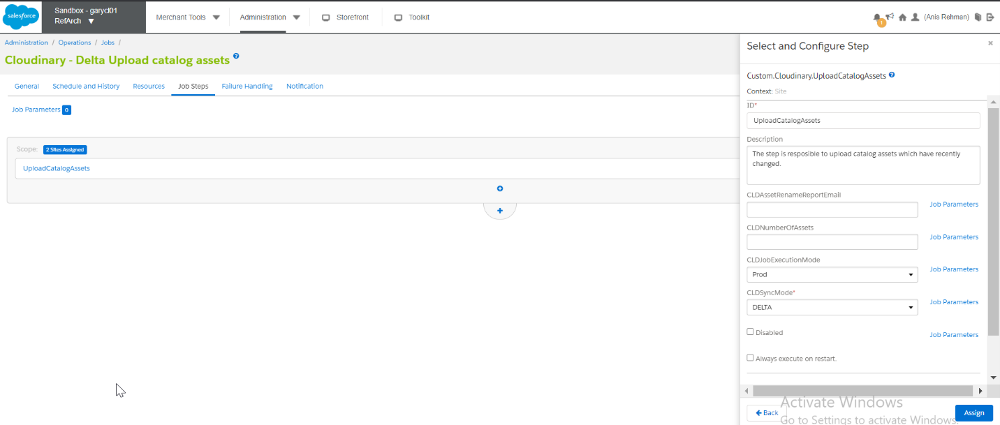 salesforce
Sandbox - garycl01
RefArch ▼
Merchant Tools
Administration
Storefront
Toolkit
1
(Anis Rehman)
Administration / Operations / Jobs /
Cloudinary - Delta Upload catalog assets ?
General Schedule and History Resources Job Steps Failure Handling Notification
Job Parameters 0
Scope: 2 Sites Assigned
UploadCatalogAssets
Select and Configure Step
×
Custom.Cloudinary.UploadCatalogAssets ?
Context: Site
ID*
UploadCatalogAssets
Description
The step is resposible to upload catalog assets which have recently
changed.
CLDAssetRenameReportEmail
Job Parameters
CLDNumberOfAssets
Job Parameters
CLDJobExecutionMode
Prod
Job Parameters
CLDSyncMode*
DELTA
Job Parameters
Disabled
Job Parameters
Always execute on restart.
Activate Windows
Go to Settings to activate Windows.
Back
Assign